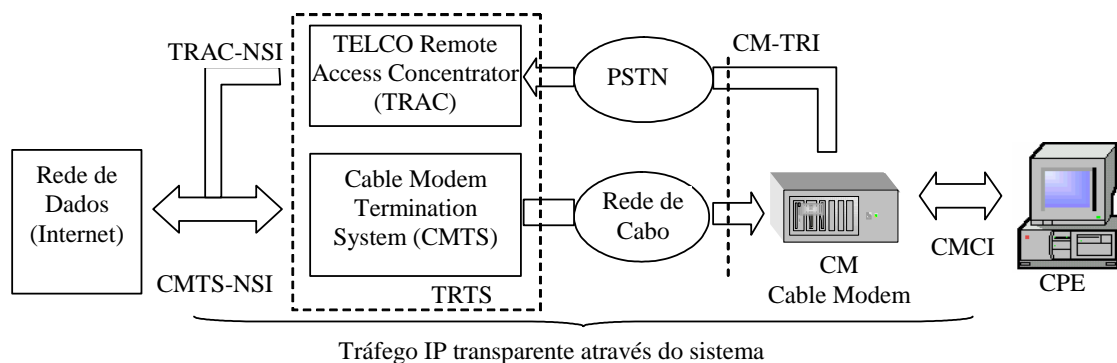 TRAC-NSI
TELCO Remote
Access Concentrator
(TRAC)
PSTN
CM-TRI
Rede de
Dados
(Internet)
Cable Modem
Termination
System (CMTS)
Rede de
Cabo
CMCI
CM
Cable Modem
CPE
CMTS-NSI
TRTS
Tráfego IP transparente através do sistema